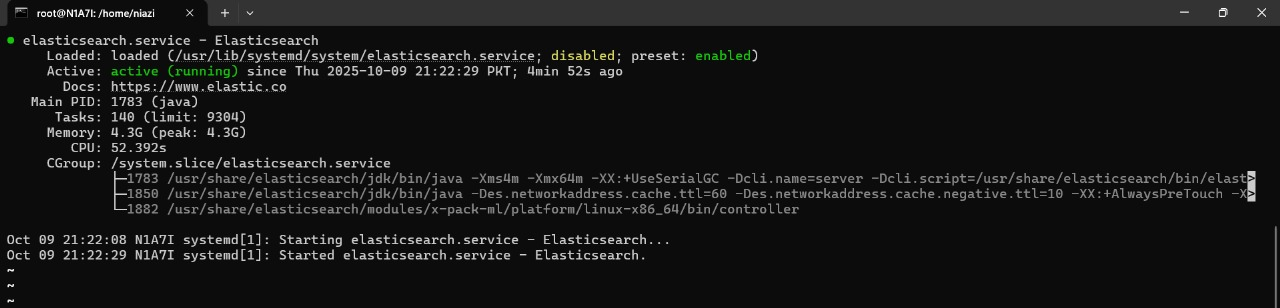 root@N1A7I: /home/niazi
● elasticsearch.service - Elasticsearch
Loaded: loaded (/usr/lib/systemd/system/elasticsearch.service; disabled; preset: enabled)
Active: active (running) since Thu 2025-10-09 21:22:29 PKT; 4min 52s ago
Docs: https://www.elastic.co
Main PID: 1783 (java)
Tasks: 140 (limit: 9304)
Memory: 4.3G (peak: 4.3G)
CPU: 52.392s
CGroup: /system.slice/elasticsearch.service
├─1783 /usr/share/elasticsearch/jdk/bin/java -Xms4m -Xmx64m -XX:+UseSerialGC -Dcli.name=server -Dcli.script=/usr/share/elasticsearch/bin/elast>
├─1850 /usr/share/elasticsearch/jdk/bin/java -Des.networkaddress.cache.ttl=60 -Des.networkaddress.cache.negative.ttl=10 -XX:+AlwaysPreTouch -X>
└─1882 /usr/share/elasticsearch/modules/x-pack-ml/platform/linux-x86_64/bin/controller
Oct 09 21:22:08 N1A7I systemd[1]: Starting elasticsearch.service - Elasticsearch...
Oct 09 21:22:29 N1A7I systemd[1]: Started elasticsearch.service - Elasticsearch.
~
~
~